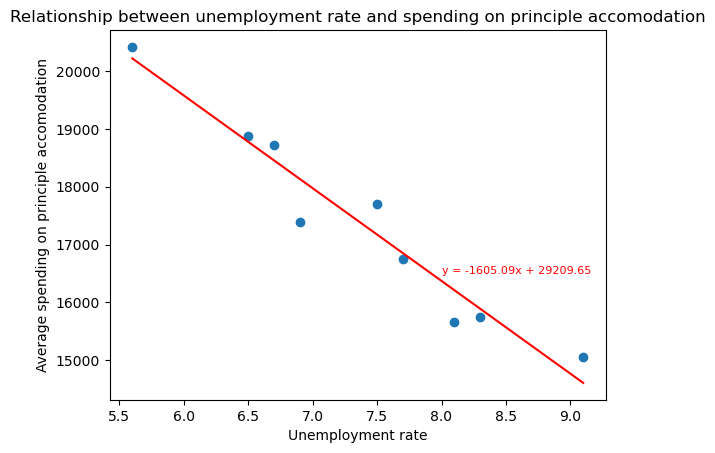 Relationship between unemployment rate and spending on principle accomodation
Average spending on principle accomodation
20000
19000
18000
17000
16000
15000
y = -1605.09x + 29209.65
5.5 6.0 6.5 7.0 7.5 8.0 8.5 9.0
Unemployment rate